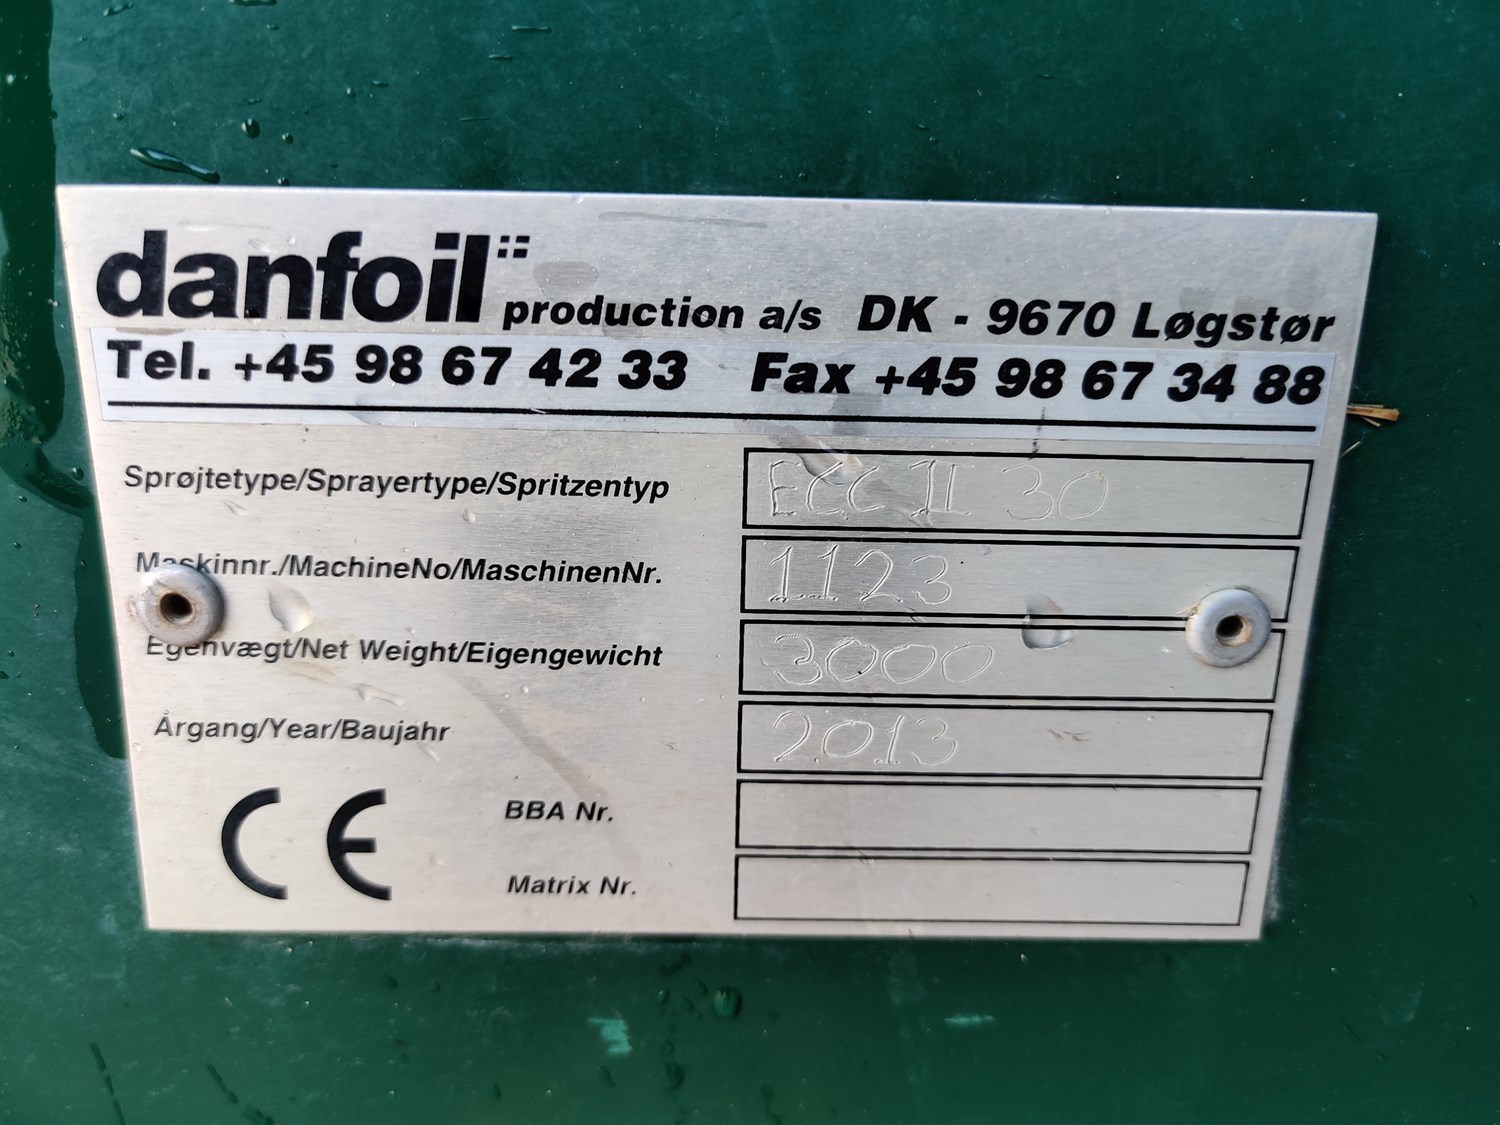 danfoil production a/s DK - 9670 Løgstør
Tel. +45 98 67 42 33 Fax +45 98 67 34 88
Sprøjtetype/Sprayertype/Spritzentyp ECC II 30
Maskinnr./MachineNo/MaschinenNr. 1123
Egenvægt/Net Weight/Eigengewicht 3000
Årgang/Year/Baujahr 2013
CE BBA Nr.
Matrix Nr.